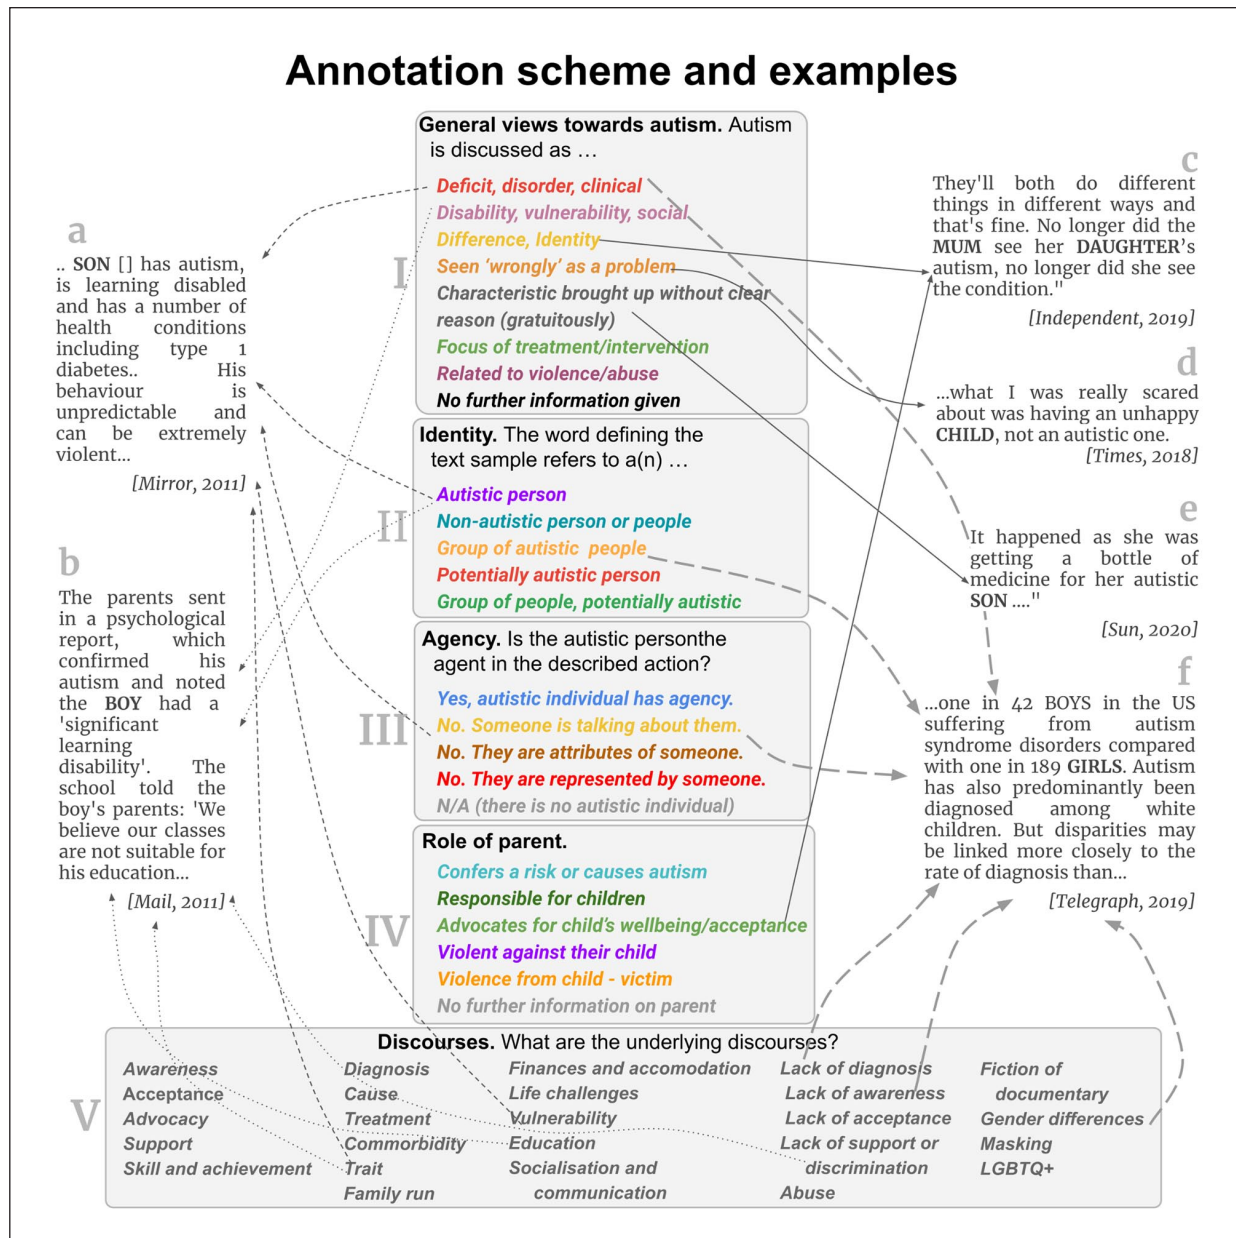 Annotation scheme and examples
a
.. SON [] has autism,
is learning disabled
and has a number of
health conditions
including type 1
diabetes.. His
behaviour is
unpredictable and
can be extremely
violent...
[Mirror, 2011]
b
The parents sent
in a psychological
report, which
confirmed his
autism and noted
the BOY had a
'significant
learning
disability'. The
school told the
boy's parents: 'We
believe our classes
are not suitable for
his education...
[Mail, 2011]
I
General views towards autism. Autism
is discussed as ...
Deficit, disorder, clinical
Disability, vulnerability, social
Difference, Identity
Seen ‘wrongly’ as a problem
Characteristic brought up without clear
reason (gratuitously)
Focus of treatment/intervention
Related to violence/abuse
No further information given
II
Identity. The word defining the
text sample refers to a(n) ...
Autistic person
Non-autistic person or people
Group of autistic people
Potentially autistic person
Group of people, potentially autistic
III
Agency. Is the autistic personthe
agent in the described action?
Yes, autistic individual has agency.
No. Someone is talking about them.
No. They are attributes of someone.
No. They are represented by someone.
N/A (there is no autistic individual)
IV
Role of parent.
Confers a risk or causes autism
Responsible for children
Advocates for child’s wellbeing/acceptance
Violent against their child
Violence from child - victim
No further information on parent
c
They'll both do different
things in different ways and
that's fine. No longer did the
MUM see her DAUGHTER’s
autism, no longer did she see
the condition."
[Independent, 2019]
d
...what I was really scared
about was having an unhappy
CHILD, not an autistic one.
[Times, 2018]
e
It happened as she was
getting a bottle of
medicine for her autistic
SON ...."
[Sun, 2020]
f
...one in 42 BOYS in the US
suffering from autism
syndrome disorders compared
with one in 189 GIRLS. Autism
has also predominantly been
diagnosed among white
children. But disparities may
be linked more closely to the
rate of diagnosis than...
[Telegraph, 2019]
V
Discourses. What are the underlying discourses?
Awareness
Acceptance
Advocacy
Support
Skill and achievement
Diagnosis
Cause
Treatment
Commorbidity
Trait
Family run
Finances and accomodation
Life challenges
Vulnerability
Education
Socialisation and
communication
Lack of diagnosis
Lack of awareness
Lack of acceptance
Lack of support or
discrimination
Abuse
Fiction of
documentary
Gender differences
Masking
LGBTQ+